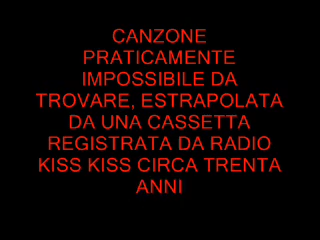 CANZONE
PRATICAMENTE
IMPOSSIBILE DA
TROVARE, ESTRAPOLATA
DA UNA CASSETTA
REGISTRATA DA RADIO
KISS KISS CIRCA TRENTA
ANNI